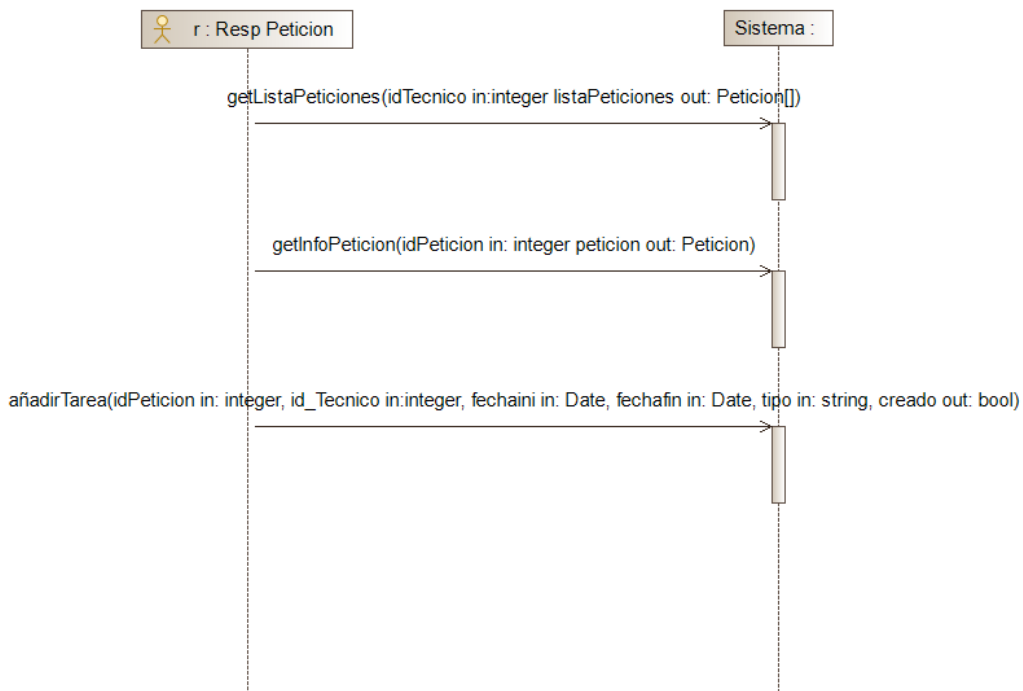 r : Resp Peticion
Sistema :
getListaPeticiones(idTecnico in:integer listaPeticiones out: Peticion[])
getInfoPeticion(idPeticion in: integer peticion out: Peticion)
añadirTarea(idPeticion in: integer, id_Tecnico in:integer, fechaini in: Date, fechafin in: Date, tipo in: string, creado out: bool)